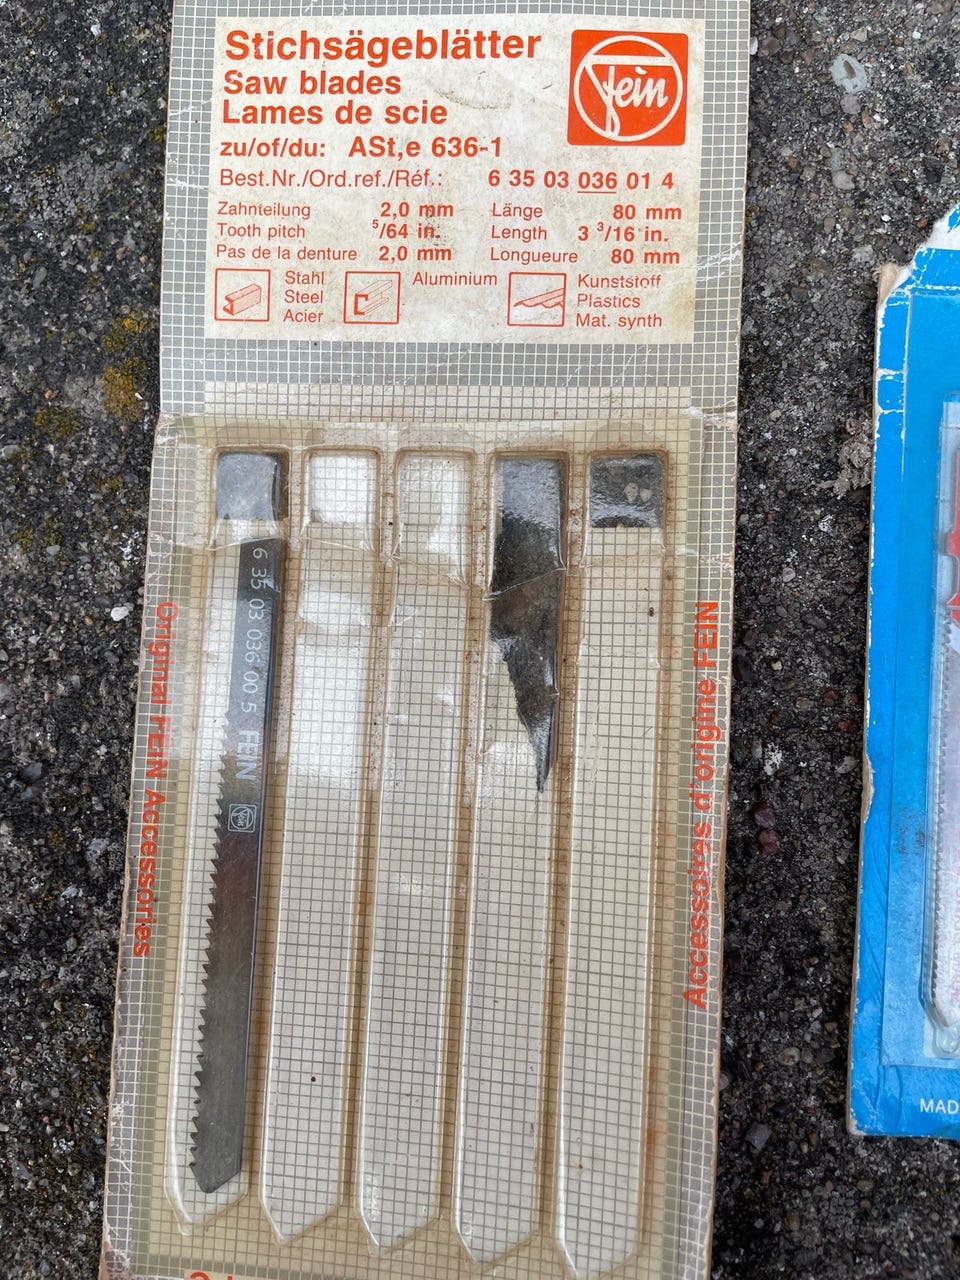 Stichsägeblätter
Saw blades
Lames de scie
fein
zu/of/du: ASt,e 636-1
Best.Nr./Ord.ref./Réf.: 6 35 03 036 01 4
Zahnteilung 2,0 mm Länge 80 mm
Tooth pitch 5/64 in. Length 3 3/16 in.
Pas de la denture 2,0 mm Longueure 80 mm
Stahl
Steel
Acier
Aluminium
Kunststoff
Plastics
Mat. synth
6 35 03 036 00 5 FEIN
Original FEIN Accessories
Accessoires d'origine FEIN
MAD